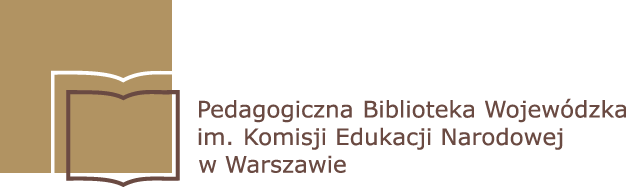 Pedagogiczna Biblioteka Wojewódzka
im. Komisji Edukacji Narodowej
w Warszawie